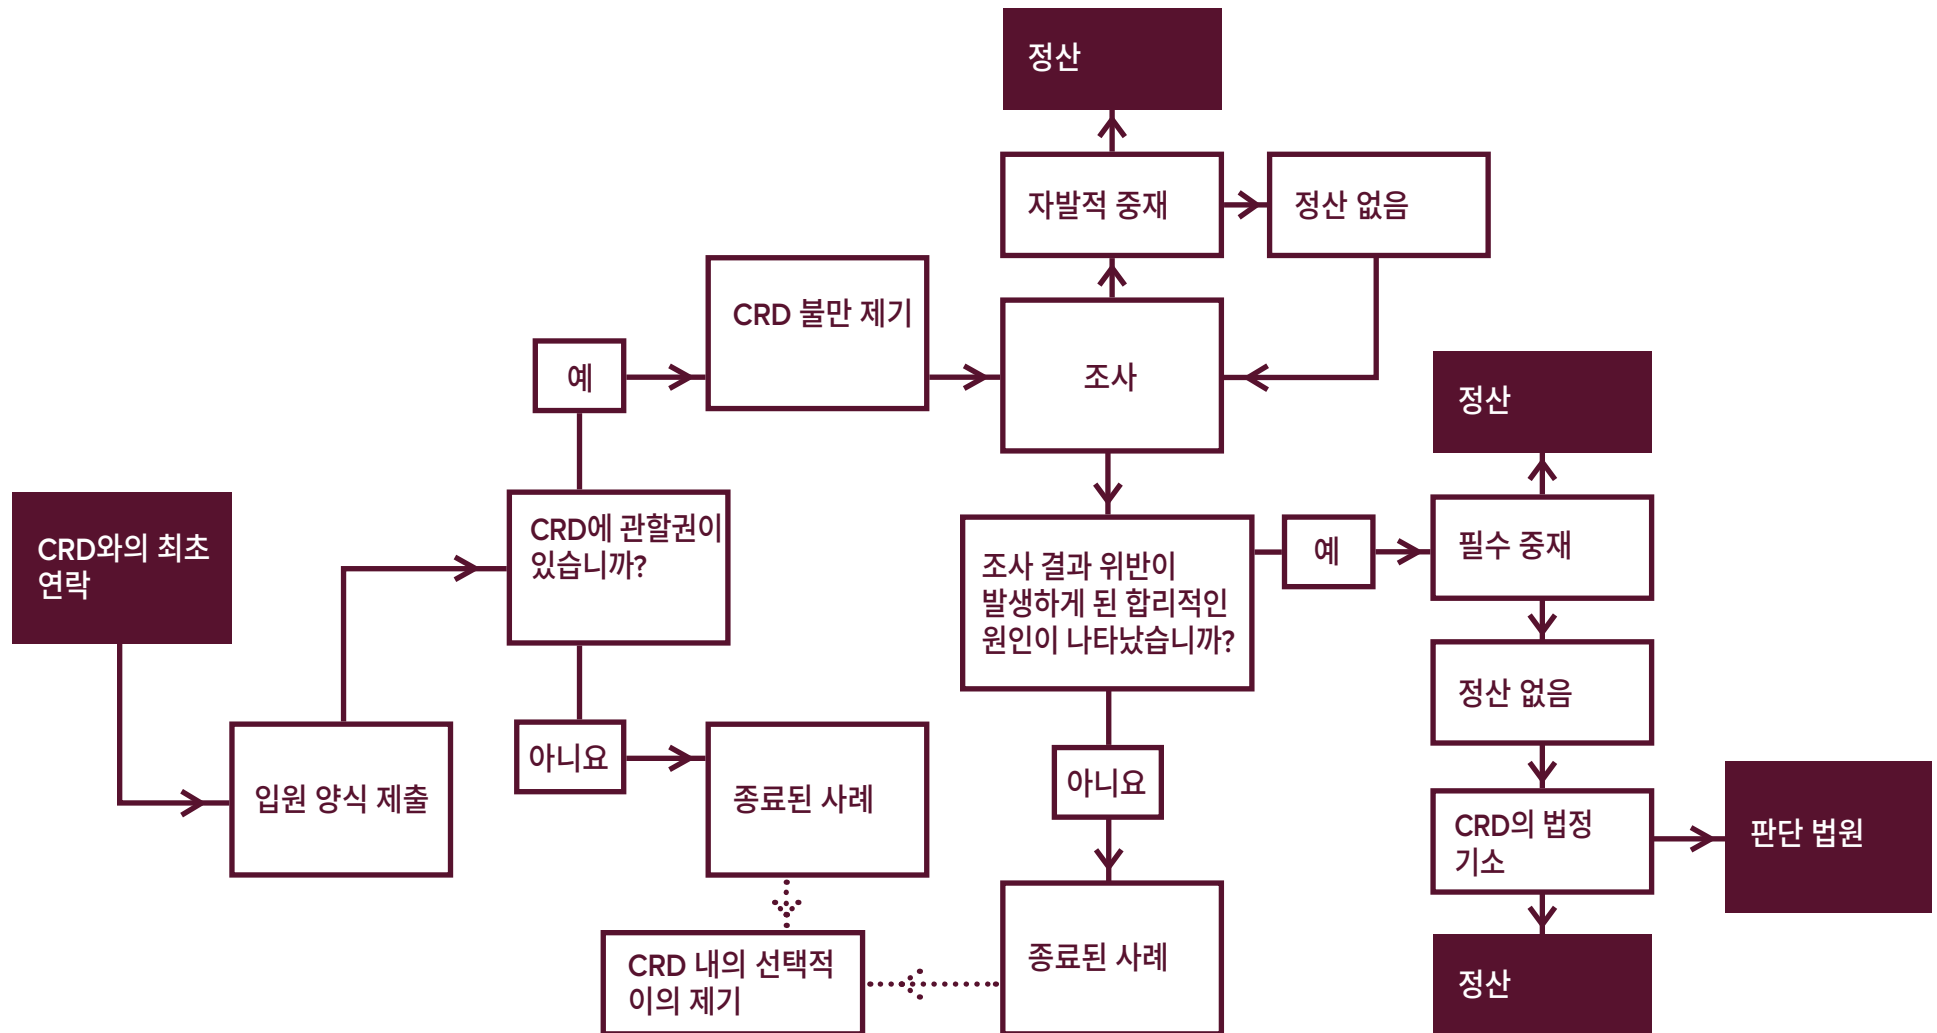 정산
자발적 중재
정산 없음
CRD 불만 제기
예
조사
정산
CRD와의 최초
연락
CRD에 관할권이
있습니까?
조사 결과 위반이
발생하게 된 합리적인
원인이 나타났습니까?
예
필수 중재
정산 없음
입원 양식 제출
아니요
종료된 사례
아니요
CRD의 법정
기소
판단 법원
CRD 내의 선택적
이의 제기
종료된 사례
정산